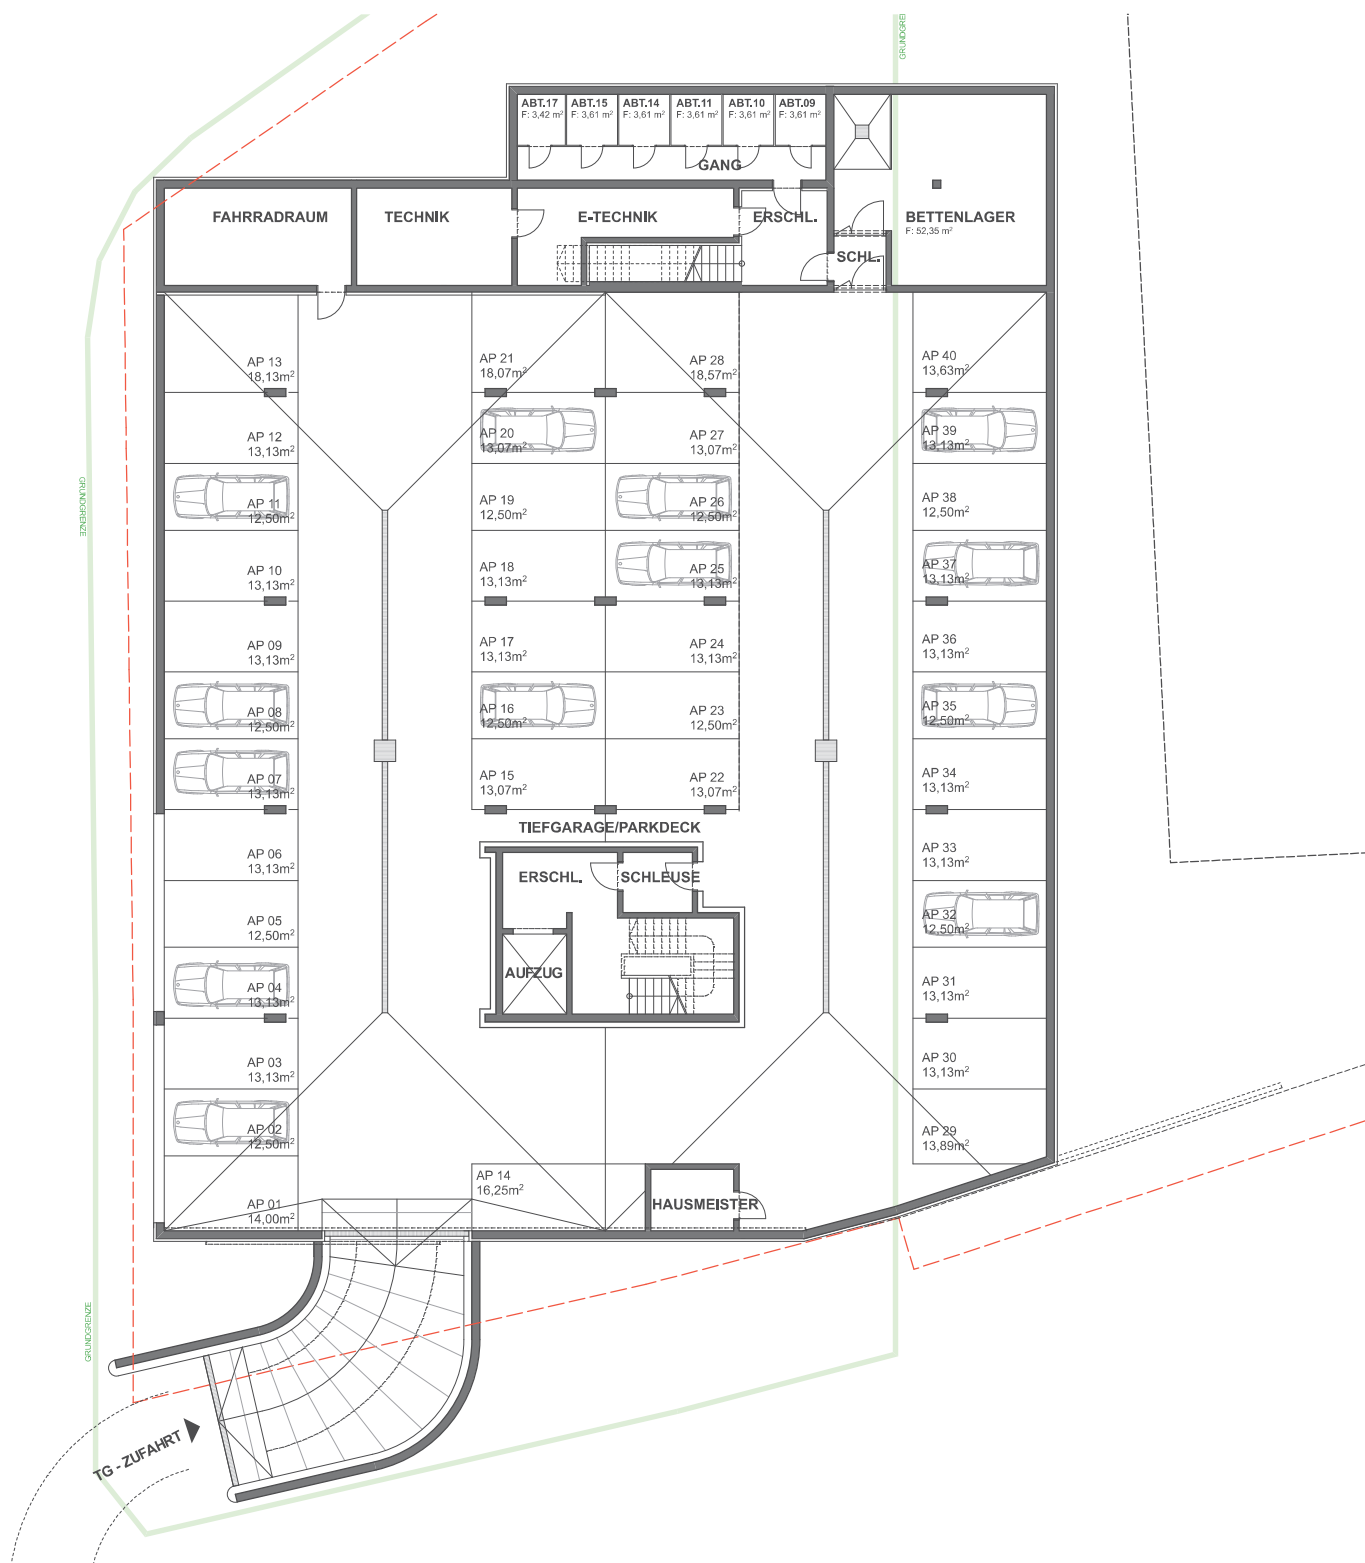 GRUNDGRE
ABT.17
F: 3,42 m²
ABT.15
F: 3,61 m²
ABT.14
F: 3,61 m²
ABT.11
F: 3,61 m²
ABT.10
F: 3,61 m²
ABT.09
F: 3,61 m²
GANG
FAHRRADRAUM
TECHNIK
E-TECHNIK
ERSCHL.
BETTENLAGER
F: 52,35 m²
SCHL.
AP 13
18,13m²
AP 21
18,07m²
AP 28
18,57m²
AP 40
13,63m²
AP 12
13,13m²
AP 20
13,07m²
AP 27
13,07m²
AP 39
13,13m²
GRUNDGRENZE
AP 11
12,50m²
AP 19
12,50m²
AP 26
12,50m²
AP 38
12,50m²
AP 10
13,13m²
AP 18
13,13m²
AP 25
13,13m²
AP 37
13,13m²
AP 09
13,13m²
AP 17
13,13m²
AP 24
13,13m²
AP 36
13,13m²
AP 08
12,50m²
AP 16
12,50m²
AP 23
12,50m²
AP 35
12,50m²
AP 07
13,13m²
AP 15
13,07m²
AP 22
13,07m²
AP 34
13,13m²
TIEFGARAGE/PARKDECK
AP 06
13,13m²
AP 33
13,13m²
ERSCHL.
SCHLEUSE
AP 05
12,50m²
AP 32
12,50m²
AUFZUG
AP 04
13,13m²
AP 31
13,13m²
AP 03
13,13m²
AP 30
13,13m²
AP 02
12,50m²
AP 29
13,89m²
AP 14
16,25m²
AP 01
14,00m²
HAUSMEISTER
GRUNDGRENZE
TG - ZUFAHRT